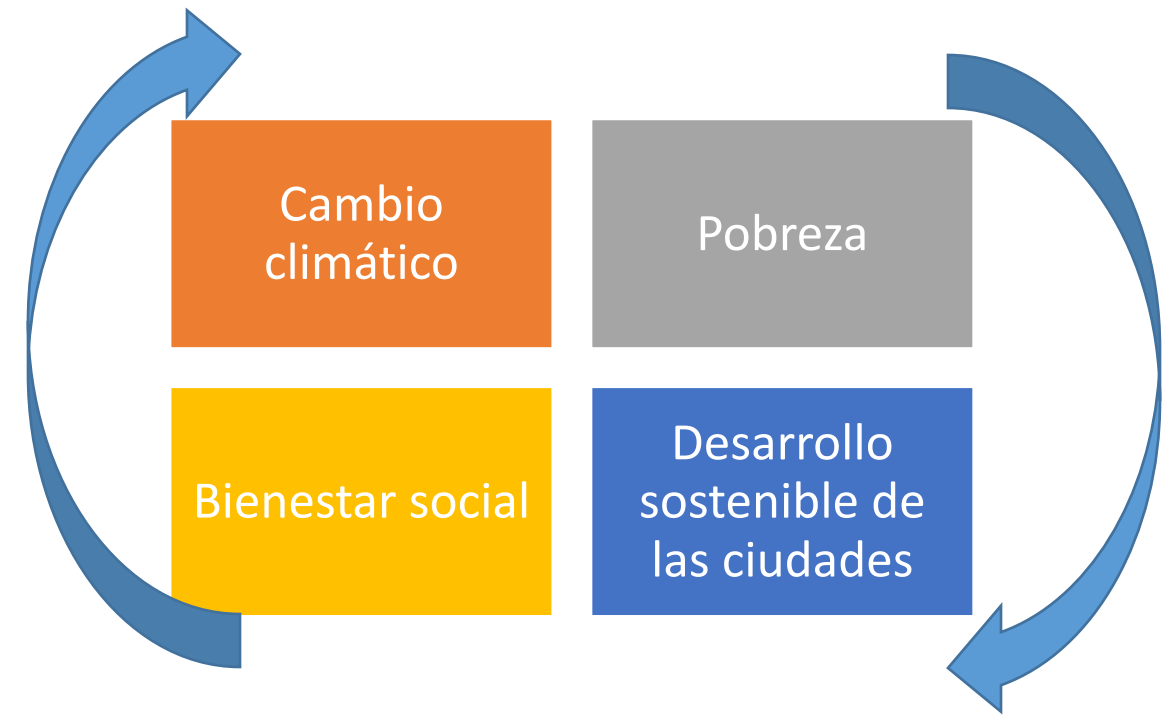 Cambio
climático
Pobreza
Bienestar social
Desarrollo
sostenible de
las ciudades